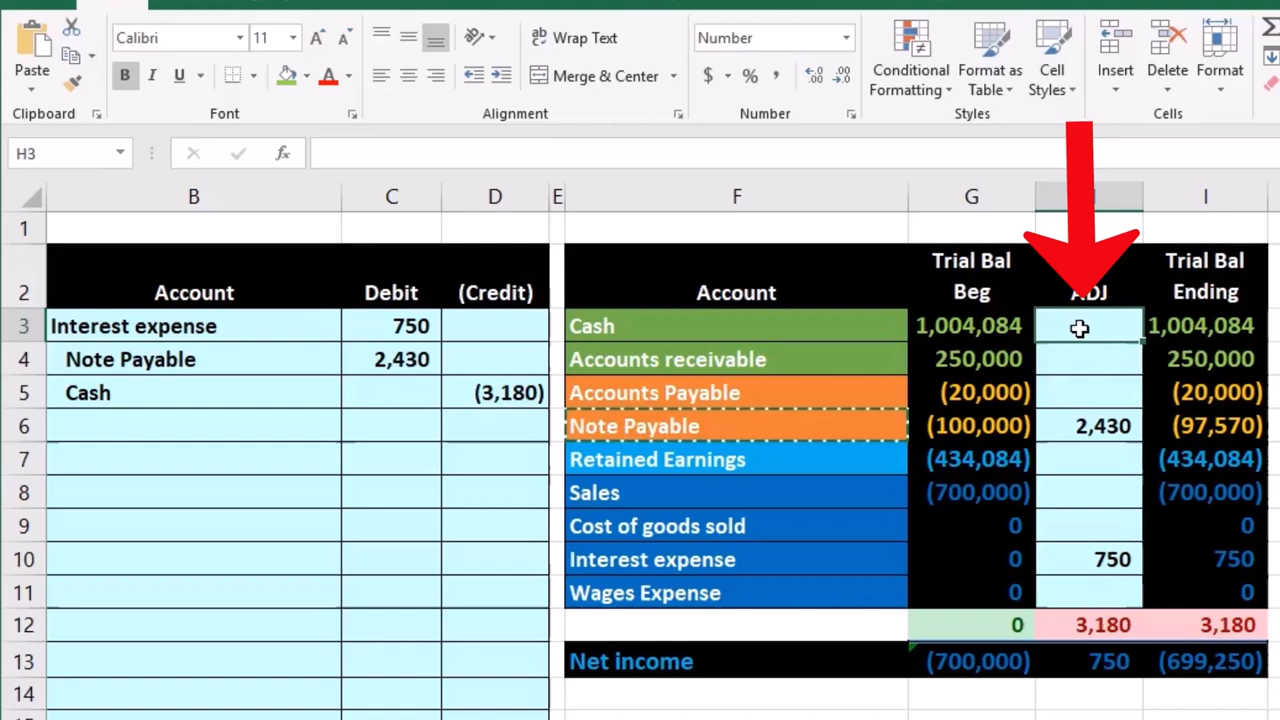 Calibri 11 Wrap Text Number
Paste B I U A Merge & Center $ % , Conditional Formatting Format as Table Cell Styles Insert Delete Format
Clipboard Font Alignment Number Styles Cells
H3 fx
B C D E F G I
1
2 Account Debit (Credit) Account Trial Bal Beg ADJ Trial Bal Ending
3 Interest expense 750 Cash 1,004,084 1,004,084
4 Note Payable 2,430 Accounts receivable 250,000 250,000
5 Cash (3,180) Accounts Payable (20,000) (20,000)
6 Note Payable (100,000) 2,430 (97,570)
7 Retained Earnings (434,084) (434,084)
8 Sales (700,000) (700,000)
9 Cost of goods sold 0 0
10 Interest expense 0 750 750
11 Wages Expense 0 0
12 0 3,180 3,180
13 Net income (700,000) 750 (699,250)
14